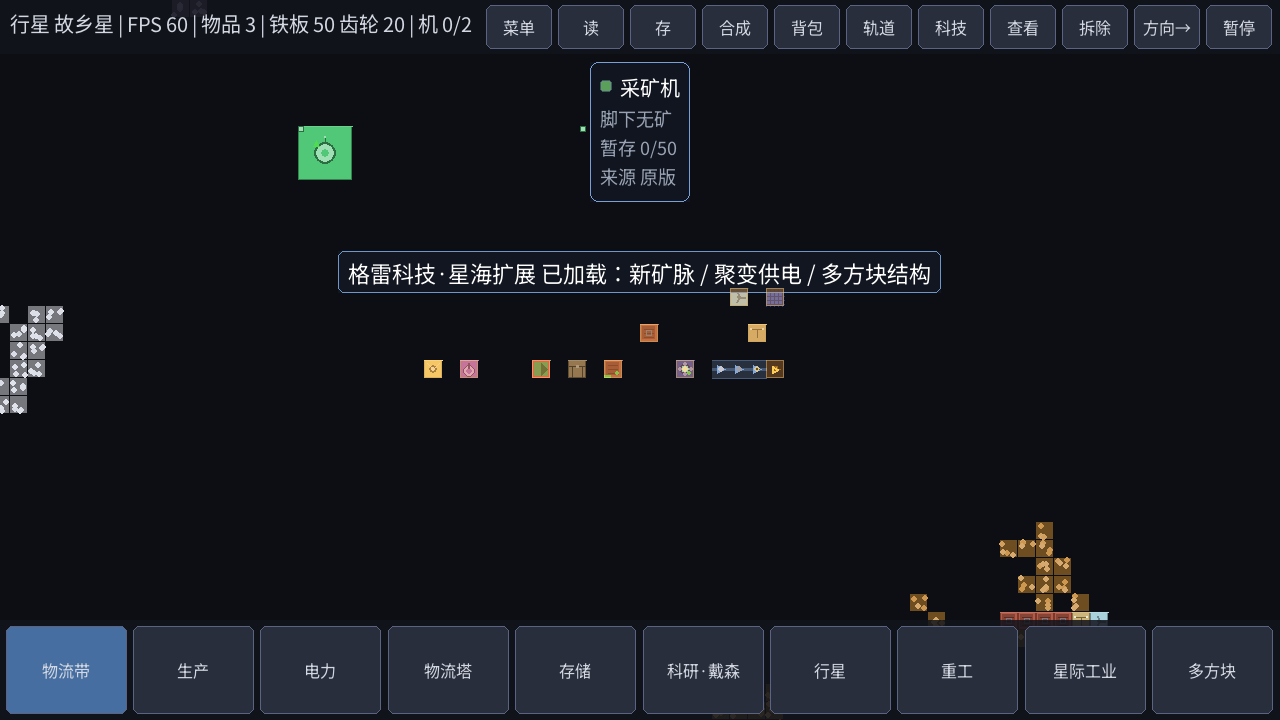 行星 故乡星 | FPS 60 | 物品 3 | 铁板 50 齿轮 20 | 机 0/2
菜单 读 存 合成 背包 轨道 科技 查看 拆除 方向→ 暂停
采矿机
脚下无矿
暂存 0/50
来源 原版
格雷科技·星海扩展 已加载：新矿脉 / 聚变供电 / 多方块结构
物流带 生产 电力 物流塔 存储 科研·戴森 行星 重工 星际工业 多方块